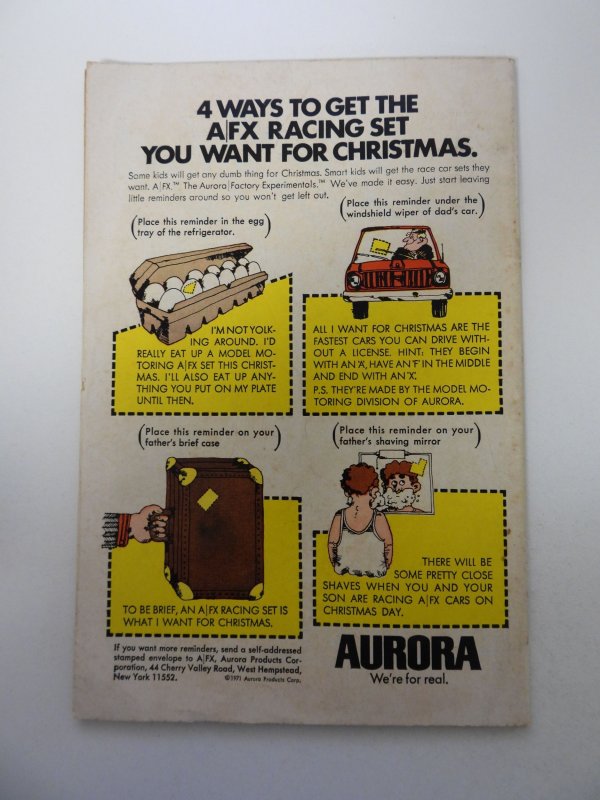 4 WAYS TO GET THE
A|FX RACING SET
YOU WANT FOR CHRISTMAS.
Some kids will get any dumb thing for Christmas. Smart kids will get the race car sets they
want. A|FX.™ The Aurora|Factory Experimentals.™ We've made it easy. Just start leaving
little reminders around so you won't get left out.
(Place this reminder in the egg
tray of the refrigerator.)
I'M NOT YOLK-
ING AROUND. I'D
REALLY EAT UP A MODEL MO-
TORING A|FX SET THIS CHRIST-
MAS. I'LL ALSO EAT UP ANY-
THING YOU PUT ON MY PLATE
UNTIL THEN.
(Place this reminder under the
windshield wiper of dad's car.)
ALL I WANT FOR CHRISTMAS ARE THE
FASTEST CARS YOU CAN DRIVE WITH-
OUT A LICENSE. HINT: THEY BEGIN
WITH AN 'A', HAVE AN 'F' IN THE MIDDLE
AND END WITH AN 'X'.
P.S. THEY'RE MADE BY THE MODEL MO-
TORING DIVISION OF AURORA.
(Place this reminder on your
father's brief case)
TO BE BRIEF, AN A|FX RACING SET IS
WHAT I WANT FOR CHRISTMAS.
(Place this reminder on your
father's shaving mirror)
THERE WILL BE
SOME PRETTY CLOSE
SHAVES WHEN YOU AND YOUR
SON ARE RACING A|FX CARS ON
CHRISTMAS DAY.
If you want more reminders, send a self-addressed
stamped envelope to A|FX, Aurora Products Cor-
poration, 44 Cherry Valley Road, West Hempstead,
New York 11552. ©1971 Aurora Products Corp.
AURORA
We're for real.